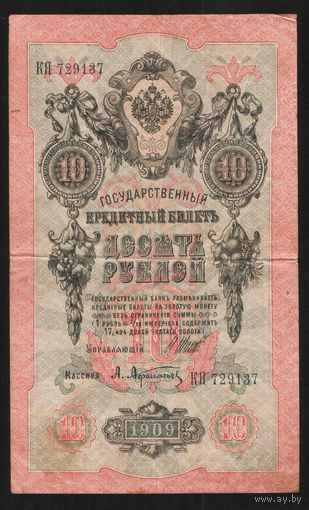 КЯ 729137
10 10
ГОСУДАРСТВЕННЫЙ
КРЕДИТНЫЙ БИЛЕТЪ
ДЕСЯТЬ
РУБЛЕЙ
ГОСУДАРСТВЕННЫЙ БАНКЪ РАЗМѢНИВАЕТЪ
КРЕДИТНЫЕ БИЛЕТЫ НА ЗОЛОТУЮ МОНЕТУ
БЕЗЪ ОГРАНИЧЕНІЯ СУММЫ
(1 РУБЛЬ = 1/15 ИМПЕРІАЛА, СОДЕРЖИТЪ
17,424 ДОЛЕЙ ЧИСТАГО ЗОЛОТА).
10
УПРАВЛЯЮЩІЙ
Кассиръ
КЯ 729137
10 1909 10
www.ay.by